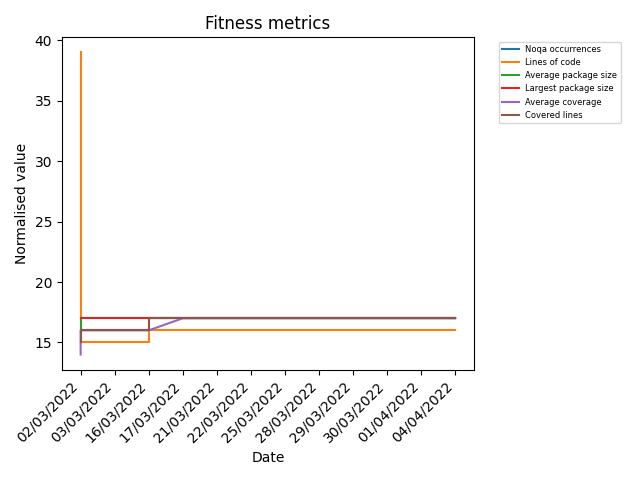 Fitness metrics
Normalised value
40
35
30
25
20
15
02/03/2022
03/03/2022
16/03/2022
17/03/2022
21/03/2022
22/03/2022
25/03/2022
28/03/2022
29/03/2022
30/03/2022
01/04/2022
04/04/2022
Date
Noqa occurrences
Lines of code
Average package size
Largest package size
Average coverage
Covered lines